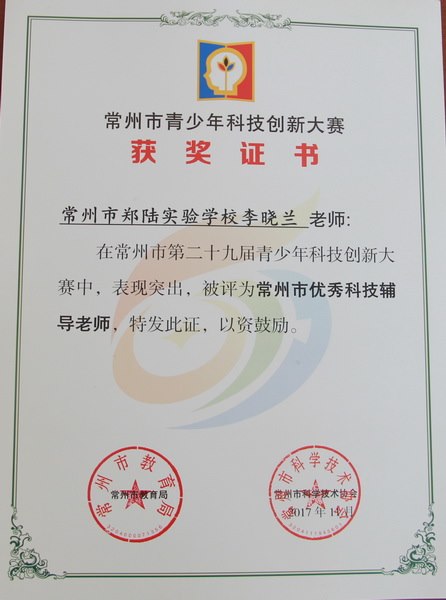 常州市青少年科技创新大赛
获奖证书
常州市郑陆实验学校李晓兰 老师:
在常州市第二十九届青少年科技创新大
赛中，表现突出，被评为常州市优秀科技辅
导老师，特发此证，以资鼓励。
常州市教育局
常州市教育局
常州市科学技术协会
常州市科学技术协会
2017 年 11 月